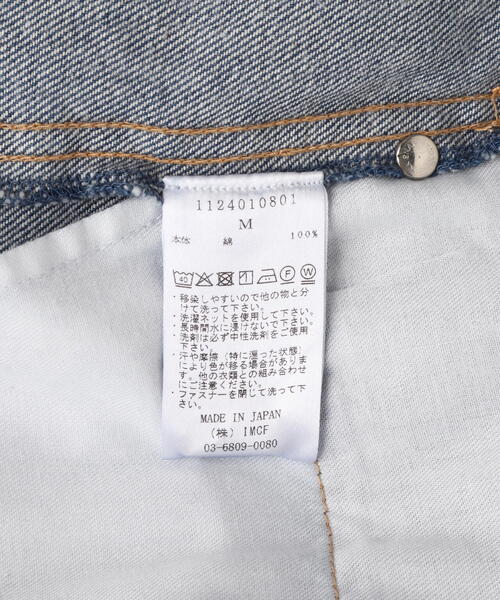 1124010801
M
本体 綿 100%
40 F W
・移染しやすいので他の物と分
けて洗って下さい。
・洗濯ネットを使用して下さい。
・長時間水に浸けないで下さい。
・洗剤は必ず中性洗剤をご使用
下さい。
・汗や摩擦（特に湿った状態）
により色が移る場合がありま
す。他の衣類との組み合わせ
にご注意ください。
・ファスナーを閉じて洗って下
さい。
MADE IN JAPAN
（株）IMCF
03-6809-0080